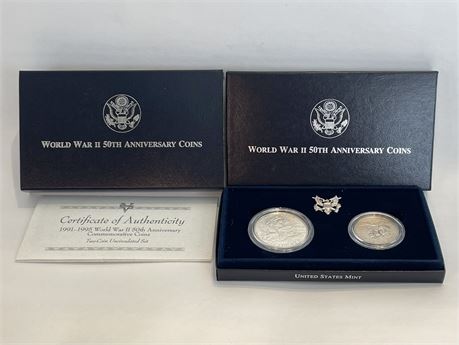 WORLD WAR II 50TH ANNIVERSARY COINS
WORLD WAR II 50TH ANNIVERSARY COINS
Certificate of Authenticity
1991-1995 World War II 50th Anniversary
Commemorative Coins
Two-Coin Uncirculated Set
UNITED STATES MINT